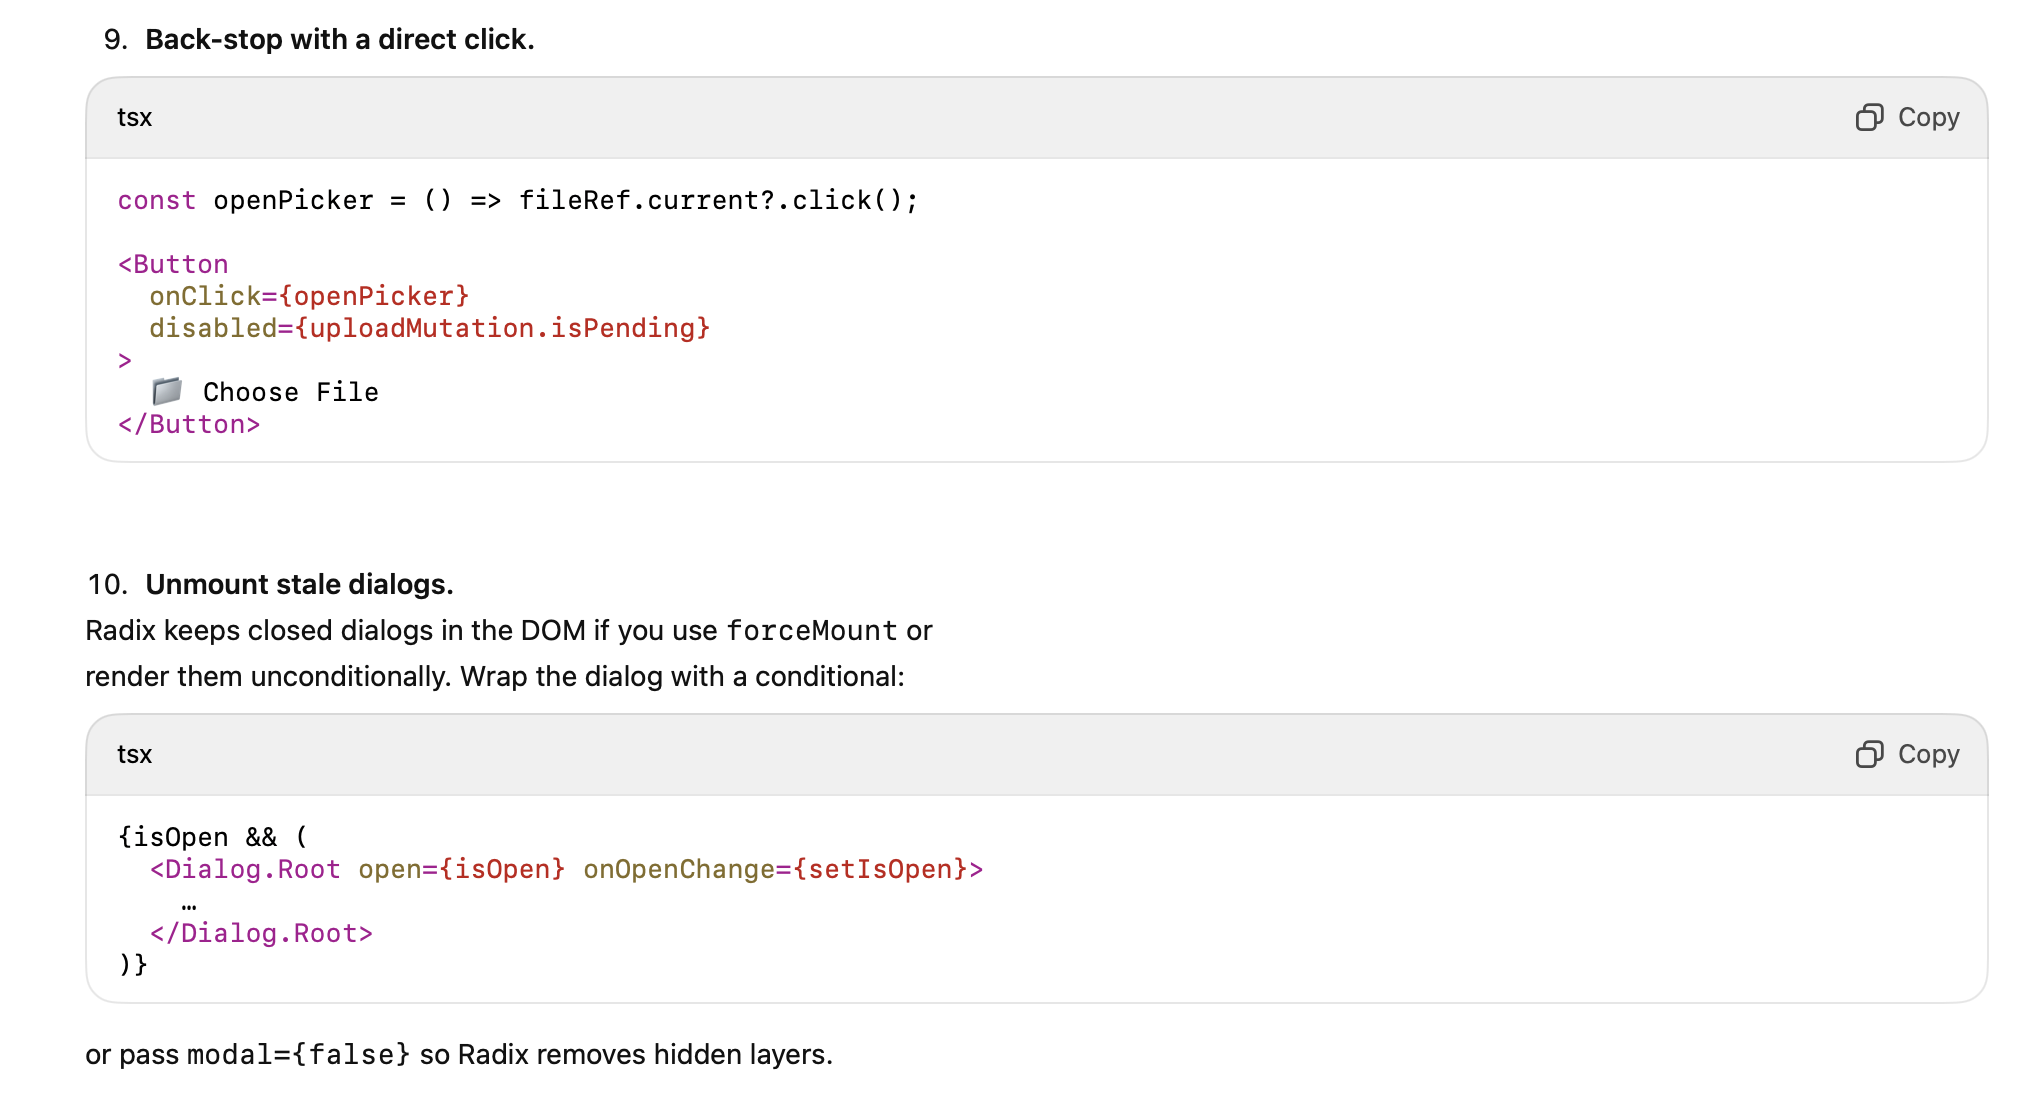 9. Back-stop with a direct click.
tsx
Copy
const openPicker = () => fileRef.current?.click();
<Button
  onClick={openPicker}
  disabled={uploadMutation.isPending}
>
  📁 Choose File
</Button>
10. Unmount stale dialogs.
Radix keeps closed dialogs in the DOM if you use forceMount or
render them unconditionally. Wrap the dialog with a conditional:
tsx
Copy
{isOpen && (
  <Dialog.Root open={isOpen} onOpenChange={setIsOpen}>
    …
  </Dialog.Root>
)}
or pass modal={false} so Radix removes hidden layers.